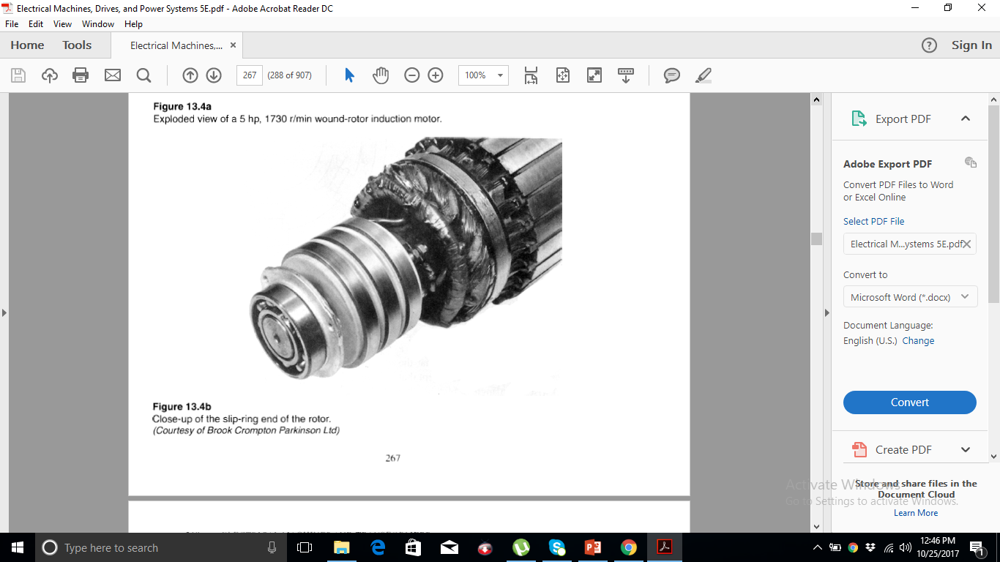 Electrical Machines, Drives, and Power Systems 5E.pdf - Adobe Acrobat Reader DC
File Edit View Window Help
Home Tools Electrical Machines,... × Sign In
267 (288 of 907) 100%
Figure 13.4a
Exploded view of a 5 hp, 1730 r/min wound-rotor induction motor.
Figure 13.4b
Close-up of the slip-ring end of the rotor.
(Courtesy of Brook Crompton Parkinson Ltd)
267
Export PDF
Adobe Export PDF
Convert PDF Files to Word
or Excel Online
Select PDF File
Electrical M...ystems 5E.pdf
Convert to
Microsoft Word (*.docx)
Document Language:
English (U.S.) Change
Convert
Create PDF
Store and share files in the
Document Cloud
Learn More
Activate Windows
Go to Settings to activate Windows.
Type here to search
12:46 PM
10/25/2017
1